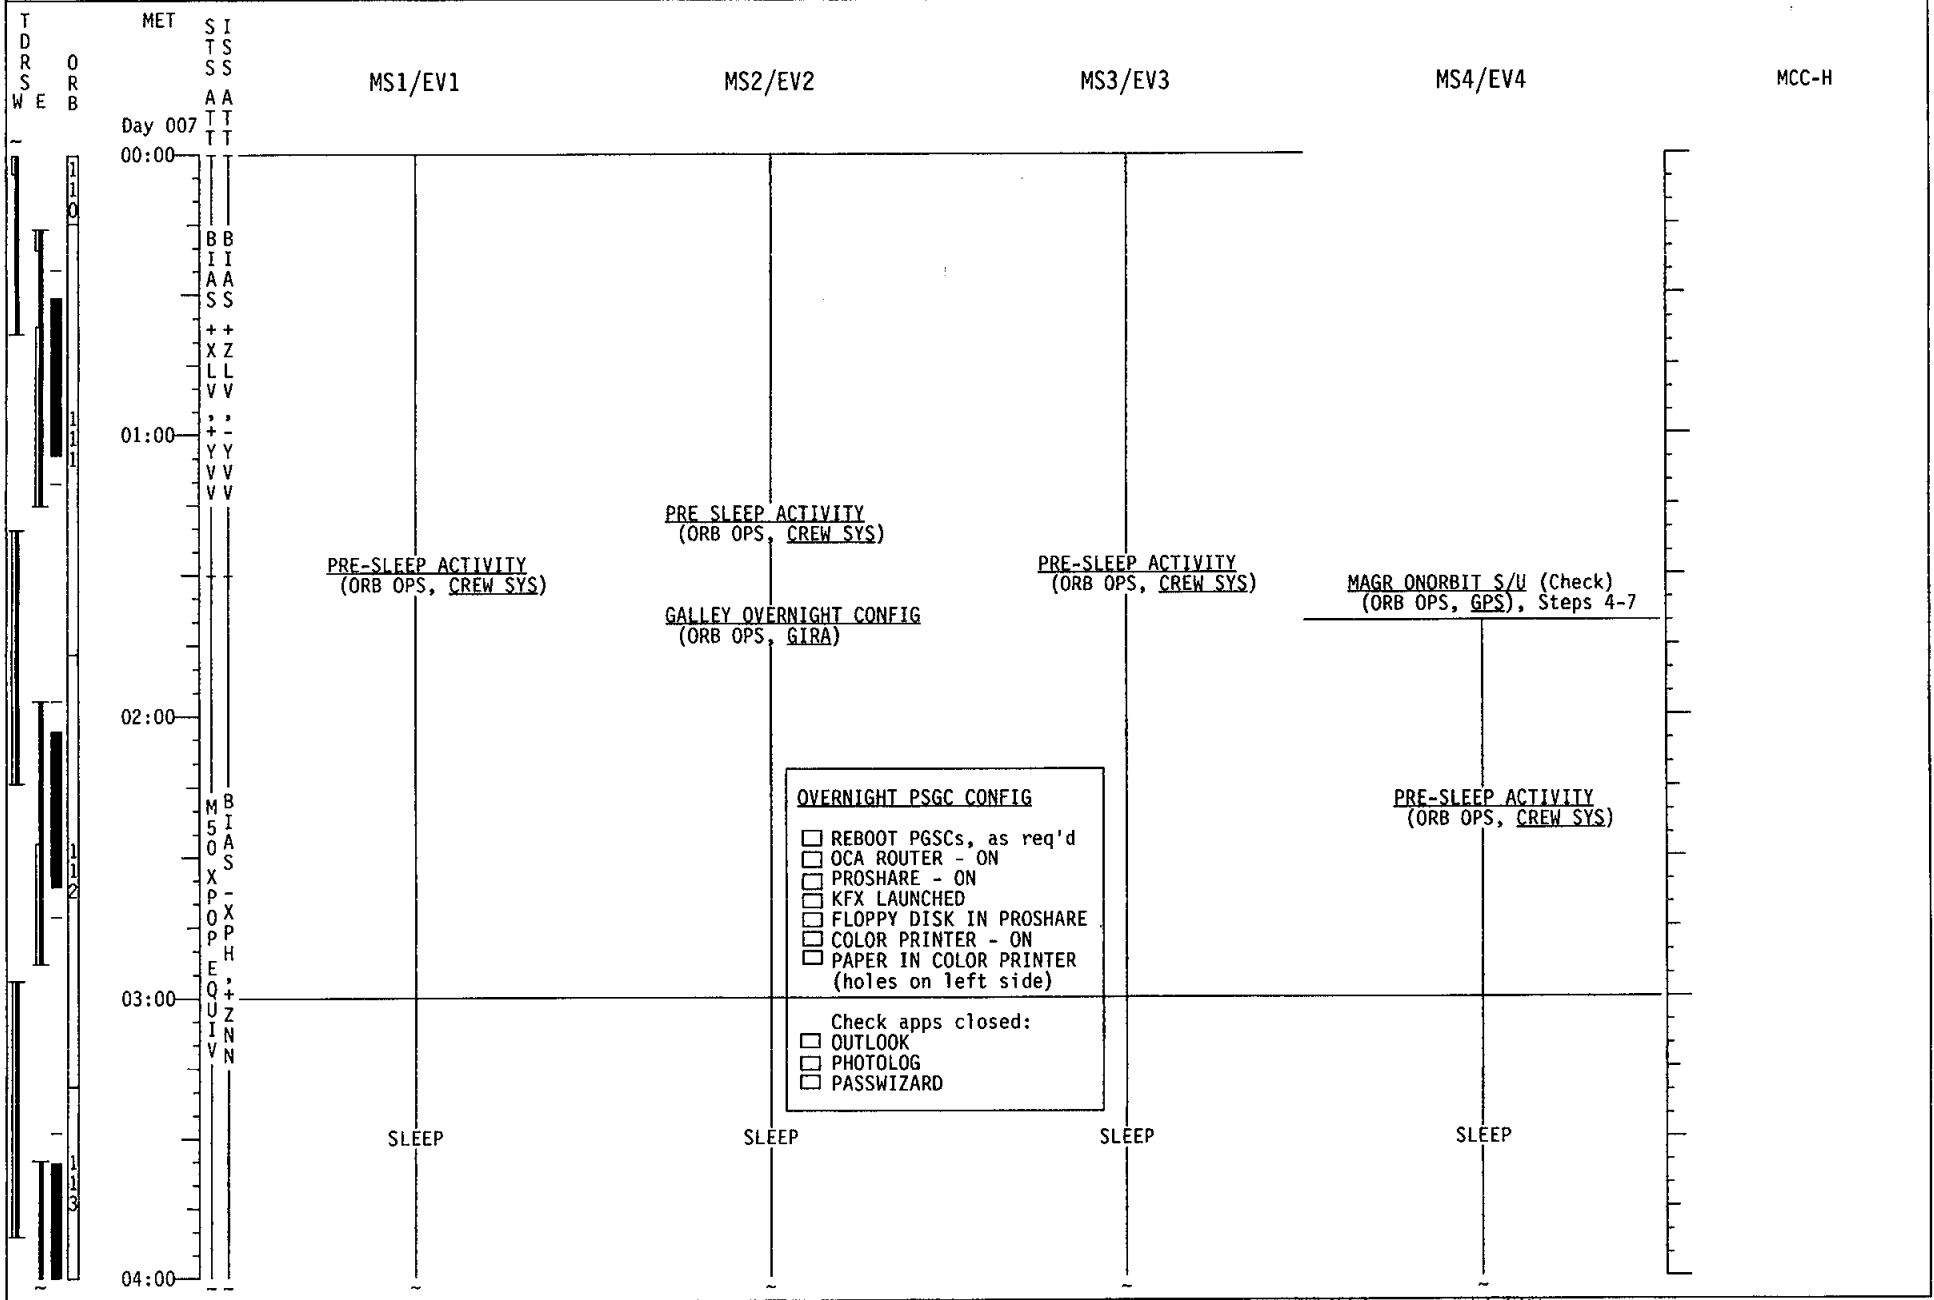 TDRS
W E
ORB
MET
STS ATT
ISS ATT
MS1/EV1
MS2/EV2
MS3/EV3
MS4/EV4
MCC-H
Day 007
00:00
110
BIAS +XLV,+YVV
BIAS +ZLV,-YVV
111
01:00
PRE SLEEP ACTIVITY
(ORB OPS, CREW SYS)
PRE-SLEEP ACTIVITY
(ORB OPS, CREW SYS)
PRE-SLEEP ACTIVITY
(ORB OPS, CREW SYS)
MAGR ONORBIT S/U (Check)
(ORB OPS, GPS), Steps 4-7
GALLEY OVERNIGHT CONFIG
(ORB OPS, GIRA)
02:00
M50 XPOP EQUIV
BIAS -XPH,+ZNN
112
OVERNIGHT PSGC CONFIG
REBOOT PGSCs, as req'd
OCA ROUTER - ON
PROSHARE - ON
KFX LAUNCHED
FLOPPY DISK IN PROSHARE
COLOR PRINTER - ON
PAPER IN COLOR PRINTER
(holes on left side)
Check apps closed:
OUTLOOK
PHOTOLOG
PASSWIZARD
PRE-SLEEP ACTIVITY
(ORB OPS, CREW SYS)
03:00
SLEEP
SLEEP
SLEEP
SLEEP
113
04:00